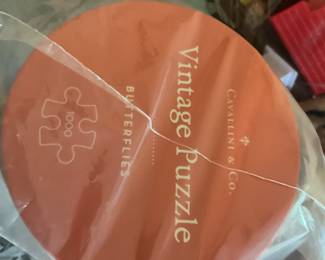 CAVALLINI & Co.
Vintage Puzzle
BUTTERFLIES
1000